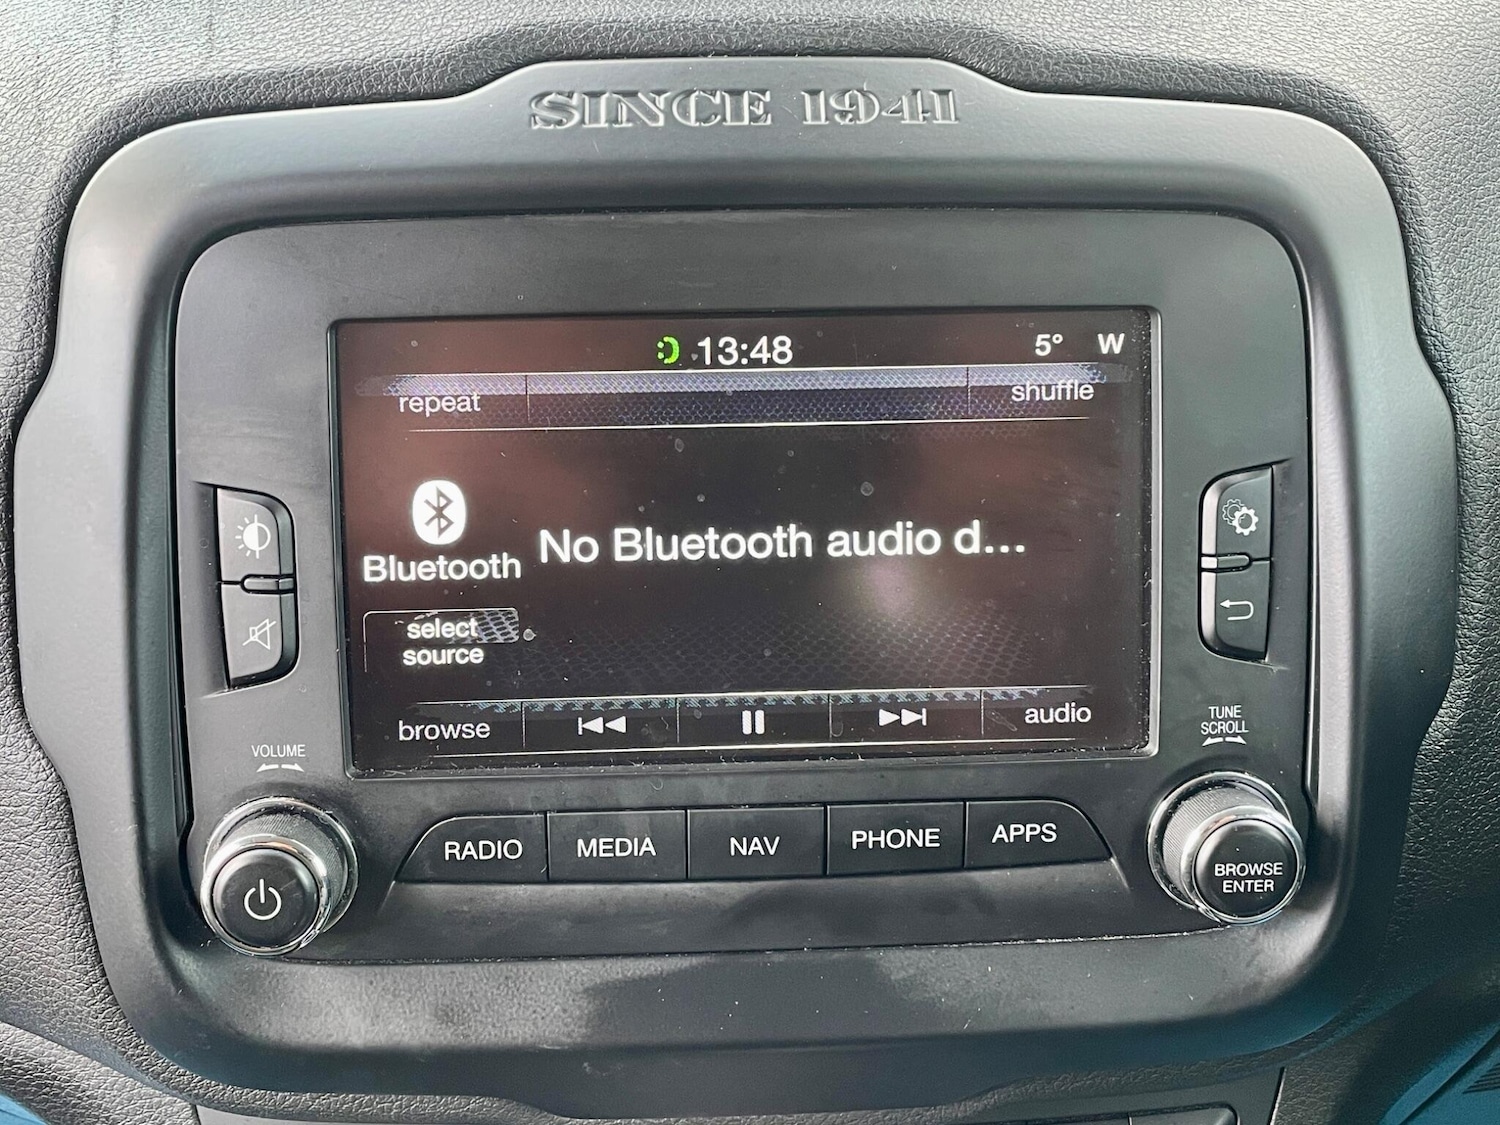 SINCE 1941
13:48
5° W
repeat
shuffle
Bluetooth
No Bluetooth audio d...
select
source
browse
audio
VOLUME
TUNE
SCROLL
RADIO
MEDIA
NAV
PHONE
APPS
BROWSE
ENTER